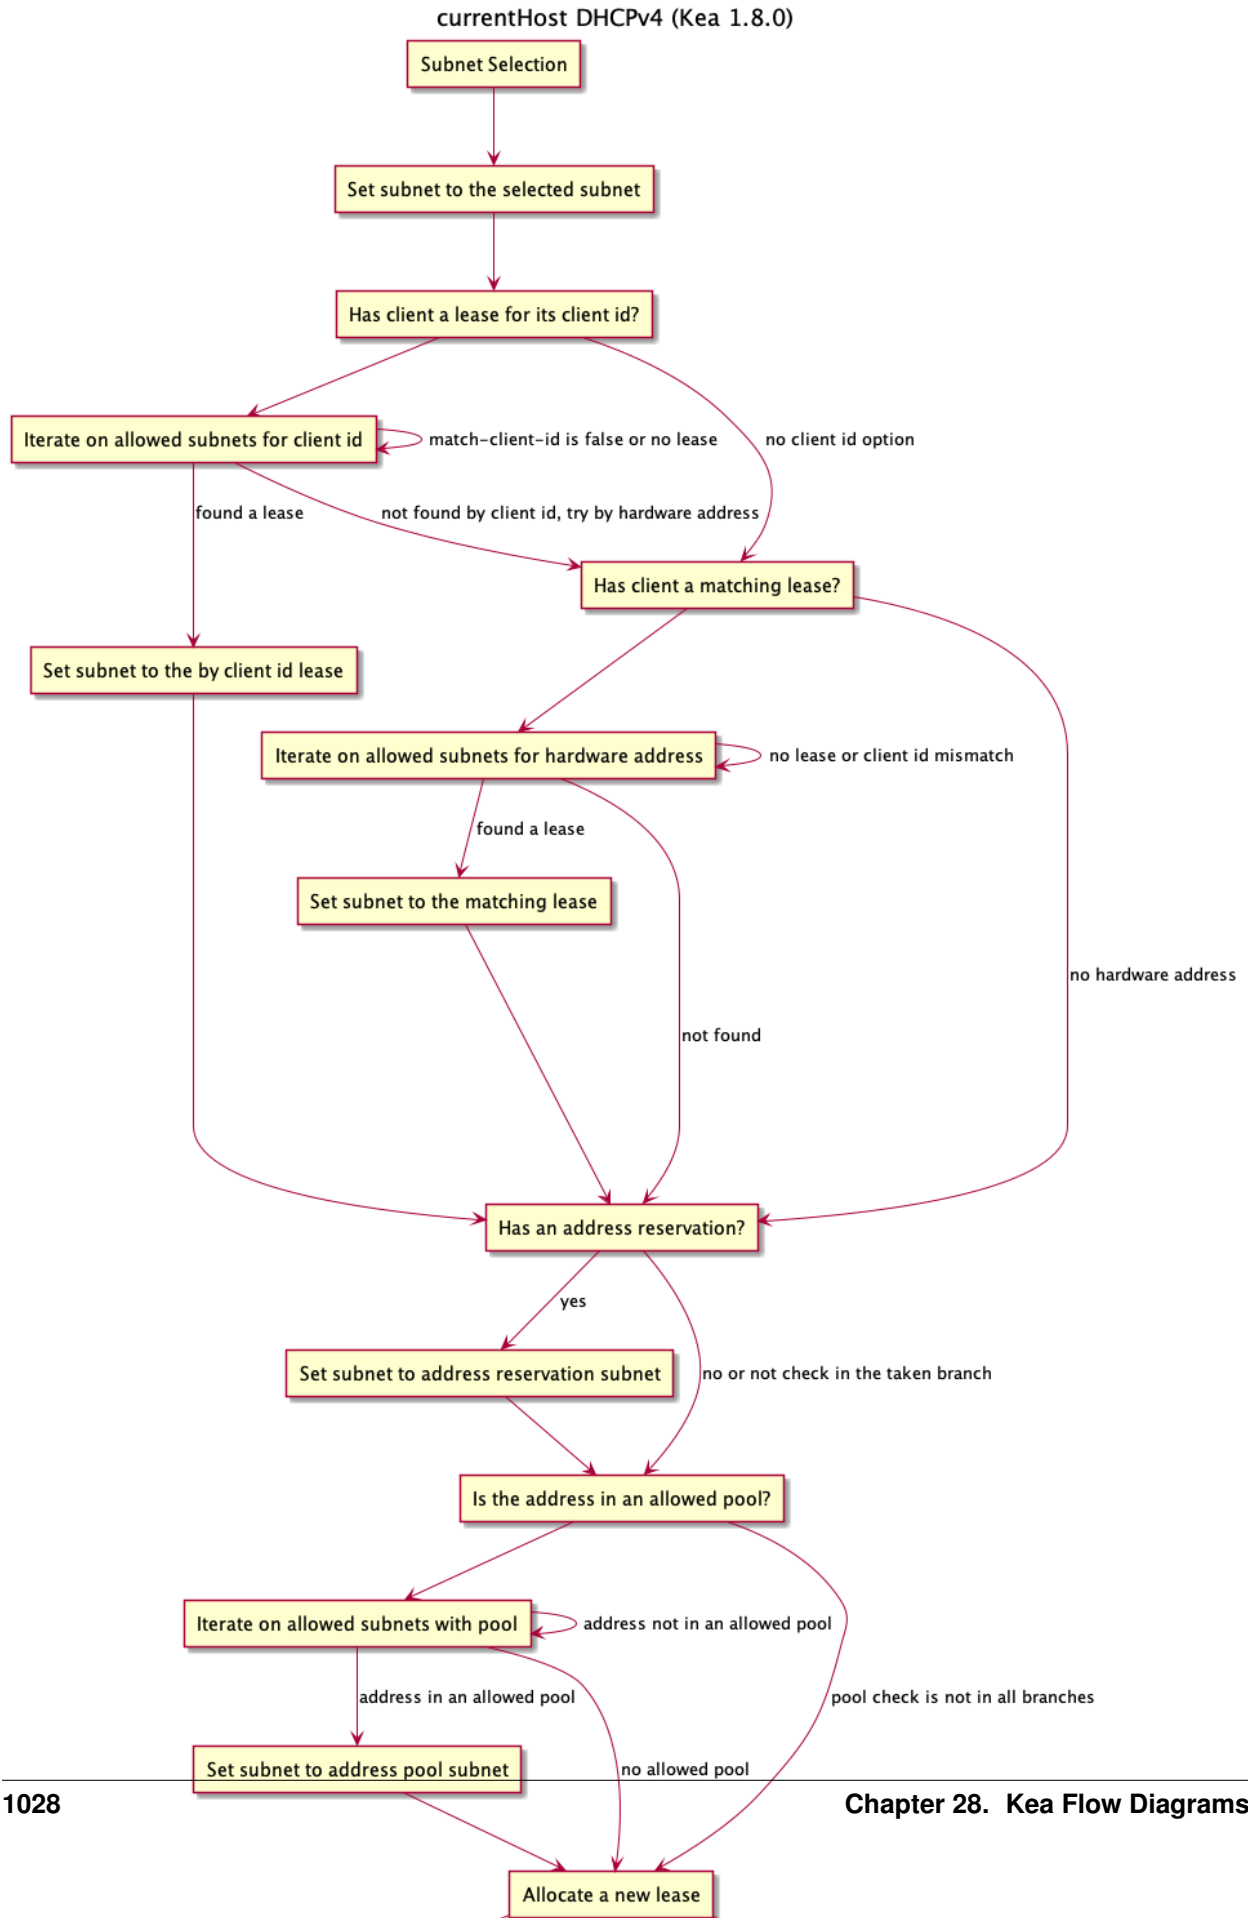 currentHost DHCPv4 (Kea 1.8.0)
Subnet Selection
Set subnet to the selected subnet
Has client a lease for its client id?
Iterate on allowed subnets for client id
match-client-id is false or no lease
no client id option
found a lease
not found by client id, try by hardware address
Has client a matching lease?
Set subnet to the by client id lease
Iterate on allowed subnets for hardware address
no lease or client id mismatch
found a lease
Set subnet to the matching lease
no hardware address
not found
Has an address reservation?
yes
Set subnet to address reservation subnet
no or not check in the taken branch
Is the address in an allowed pool?
Iterate on allowed subnets with pool
address not in an allowed pool
address in an allowed pool
pool check is not in all branches
Set subnet to address pool subnet
no allowed pool
1028
Chapter 28. Kea Flow Diagrams
Allocate a new lease